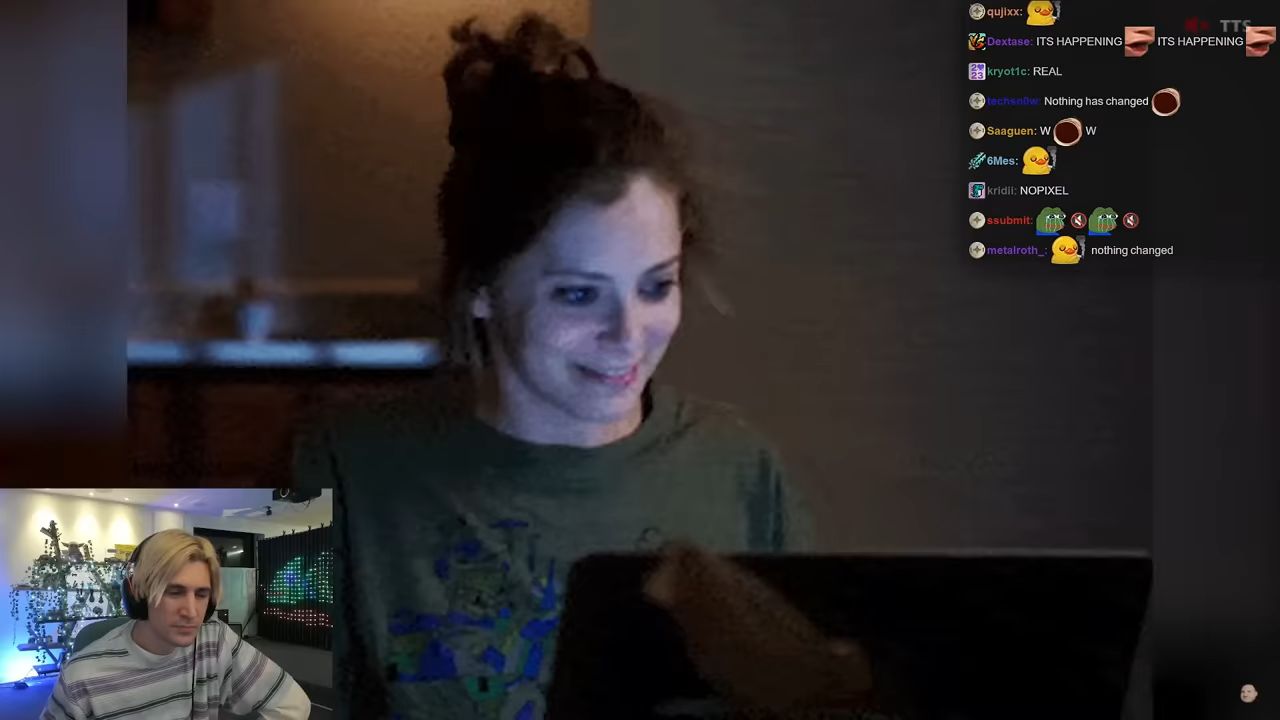 TTS
qujixx:
Dextase: ITS HAPPENING ITS HAPPENING
kryot1c: REAL
techsn0w: Nothing has changed
Saaguen: W W
6Mes:
kridii: NOPIXEL
ssubmit:
metalroth_: nothing changed